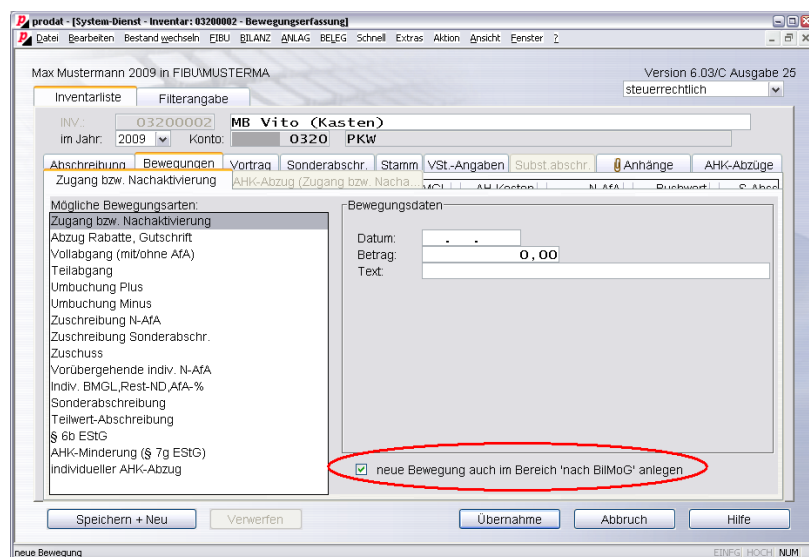 prodat - [System-Dienst - Inventar: 03200002 - Bewegungserfassung]
Datei Bearbeiten Bestand wechseln FIBU BILANZ ANLAG BELEG Schnell Extras Aktion Ansicht Fenster ?
Max Mustermann 2009 in FIBU\MUSTERMA
Version 6.03/C Ausgabe 25
Inventarliste Filterangabe
steuerrechtlich
INV.: 03200002 MB Vito (Kasten)
im Jahr: 2009 Konto: 0320 PKW
Abschreibung Bewegungen Vortrag Sonderabschr. Stamm VSt.-Angaben Subst.abschr. Anhänge AHK-Abzüge
Zugang bzw. Nachaktivierung AHK-Abzug (Zugang bzw. Nacha... AH-Kosten N-AfA Buchwert S-Absc
Mögliche Bewegungsarten:
Bewegungsdaten
Zugang bzw. Nachaktivierung
Abzug Rabatte, Gutschrift
Vollabgang (mit/ohne AfA)
Teilabgang
Umbuchung Plus
Umbuchung Minus
Zuschreibung N-AfA
Zuschreibung Sonderabschr.
Zuschuss
Vorübergehende indiv. N-AfA
Indiv. BMGL,Rest-ND,AfA-%
Sonderabschreibung
Teilwert-Abschreibung
§ 6b EStG
AHK-Minderung (§ 7g EStG)
individueller AHK-Abzug
Datum: . .
Betrag: 0,00
Text:
neue Bewegung auch im Bereich 'nach BilMoG' anlegen
Speichern + Neu Verwerfen Übernahme Abbruch Hilfe
neue Bewegung EINFG HOCH NUM